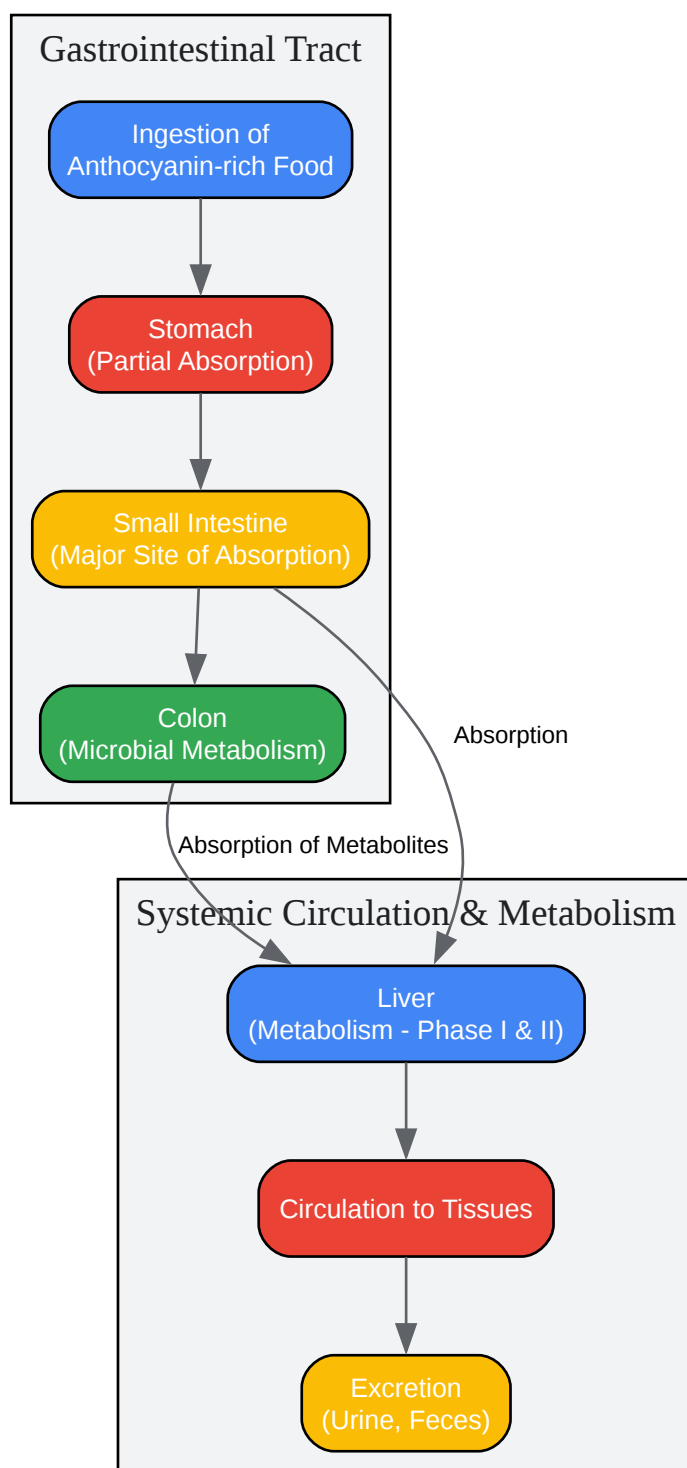 Gastrointestinal Tract
Ingestion of
Anthocyanin-rich Food
Stomach
(Partial Absorption)
Small Intestine
(Major Site of Absorption)
Colon
(Microbial Metabolism)
Absorption
Absorption of Metabolites
Systemic Circulation & Metabolism
Liver
(Metabolism - Phase I & II)
Circulation to Tissues
Excretion
(Urine, Feces)